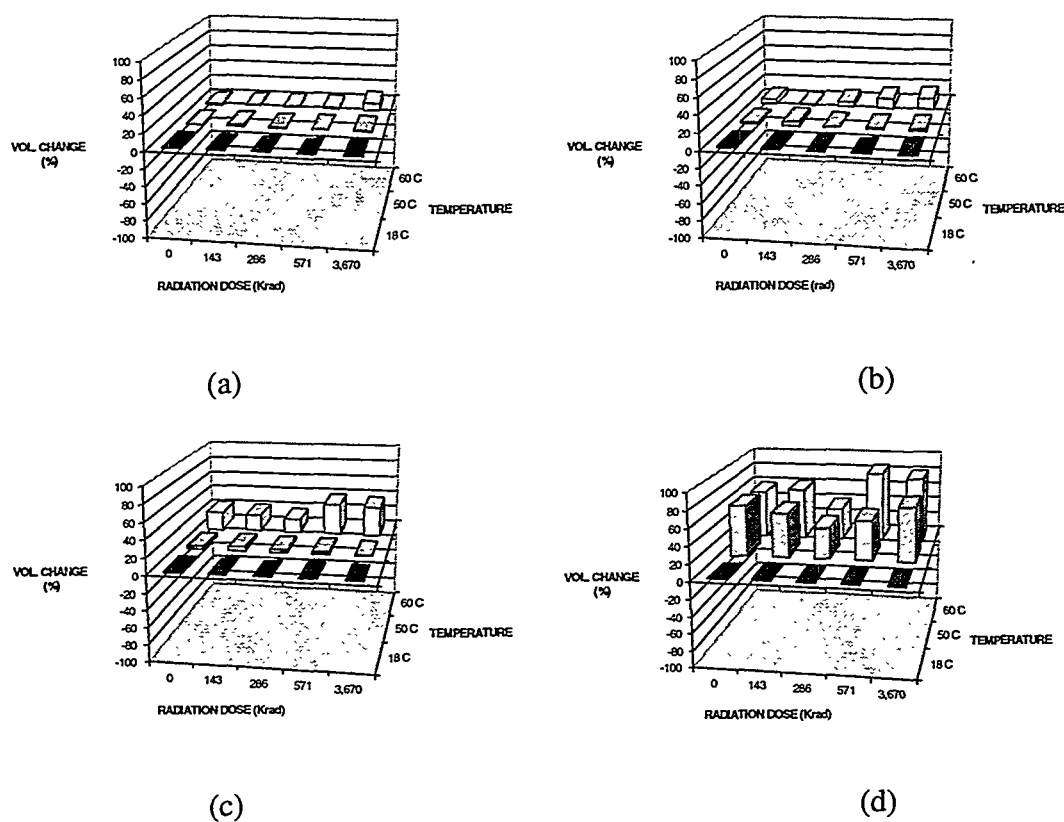 100
80
60
40
20
0
-20
-40
-60
-80
-100
VOL. CHANGE
(%)
60 C
50 C
18 C
TEMPERATURE
0 143 286 571 3,670
RADIATION DOSE (Krad)
(a)
100
80
60
40
20
0
-20
-40
-60
-80
-100
VOL. CHANGE
(%)
60 C
50 C
18 C
TEMPERATURE
0 143 286 571 3,670
RADIATION DOSE (rad)
(b)
100
80
60
40
20
0
-20
-40
-60
-80
-100
VOL. CHANGE
(%)
60 C
50 C
18 C
TEMPERATURE
0 143 286 571 3,670
RADIATION DOSE (Krad)
(c)
100
80
60
40
20
0
-20
-40
-60
-80
-100
VOL. CHANGE
(%)
60 C
50 C
18 C
TEMPERATURE
0 143 286 571 3,670
RADIATION DOSE (Krad)
(d)